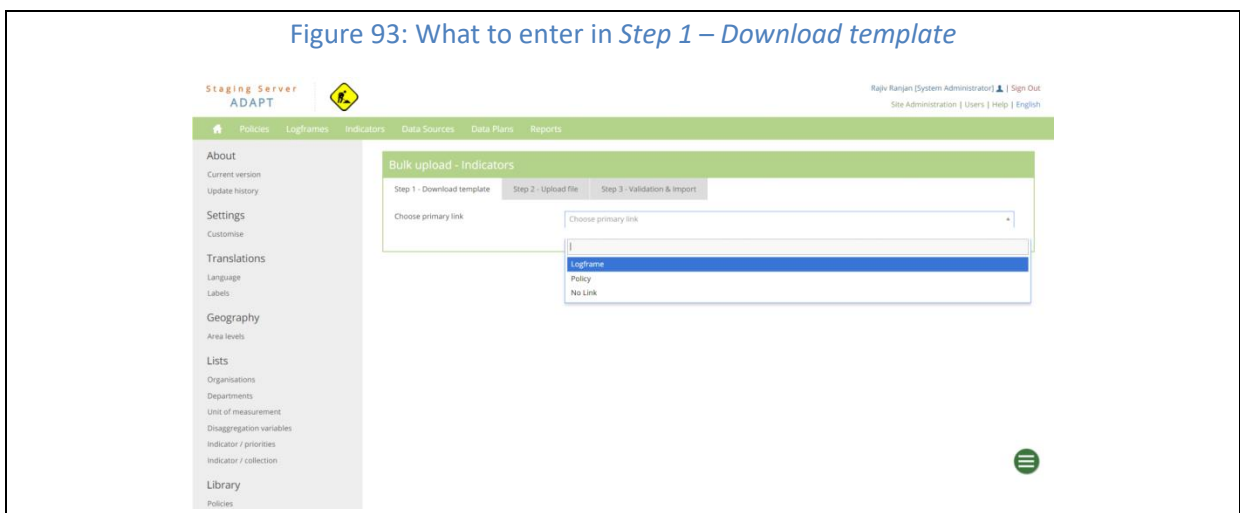 Figure 93: What to enter in Step 1 – Download template
Staging Server
ADAPT
Rajiv Ranjan [System Administrator] | Sign Out
Site Administration | Users | Help | English
Policies Logframes Indicators Data Sources Data Plans Reports
About
Current version
Update history
Settings
Customise
Translations
Language
Labels
Geography
Area levels
Lists
Organisations
Departments
Unit of measurement
Disaggregation variables
Indicator / priorities
Indicator / collection
Library
Policies
Bulk upload - Indicators
Step 1 - Download template Step 2 - Upload file Step 3 - Validation & Import
Choose primary link Choose primary link
Logframe
Policy
No Link